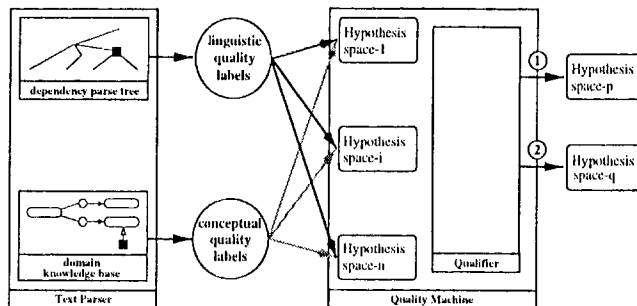 dependency parse tree
domain
knowledge base
Text Parser
linguistic
quality
labels
conceptual
quality
labels
Hypothesis
space-1
Hypothesis
space-i
Hypothesis
space-n
Qualifier
Quality Machine
1
2
Hypothesis
space-p
Hypothesis
space-q